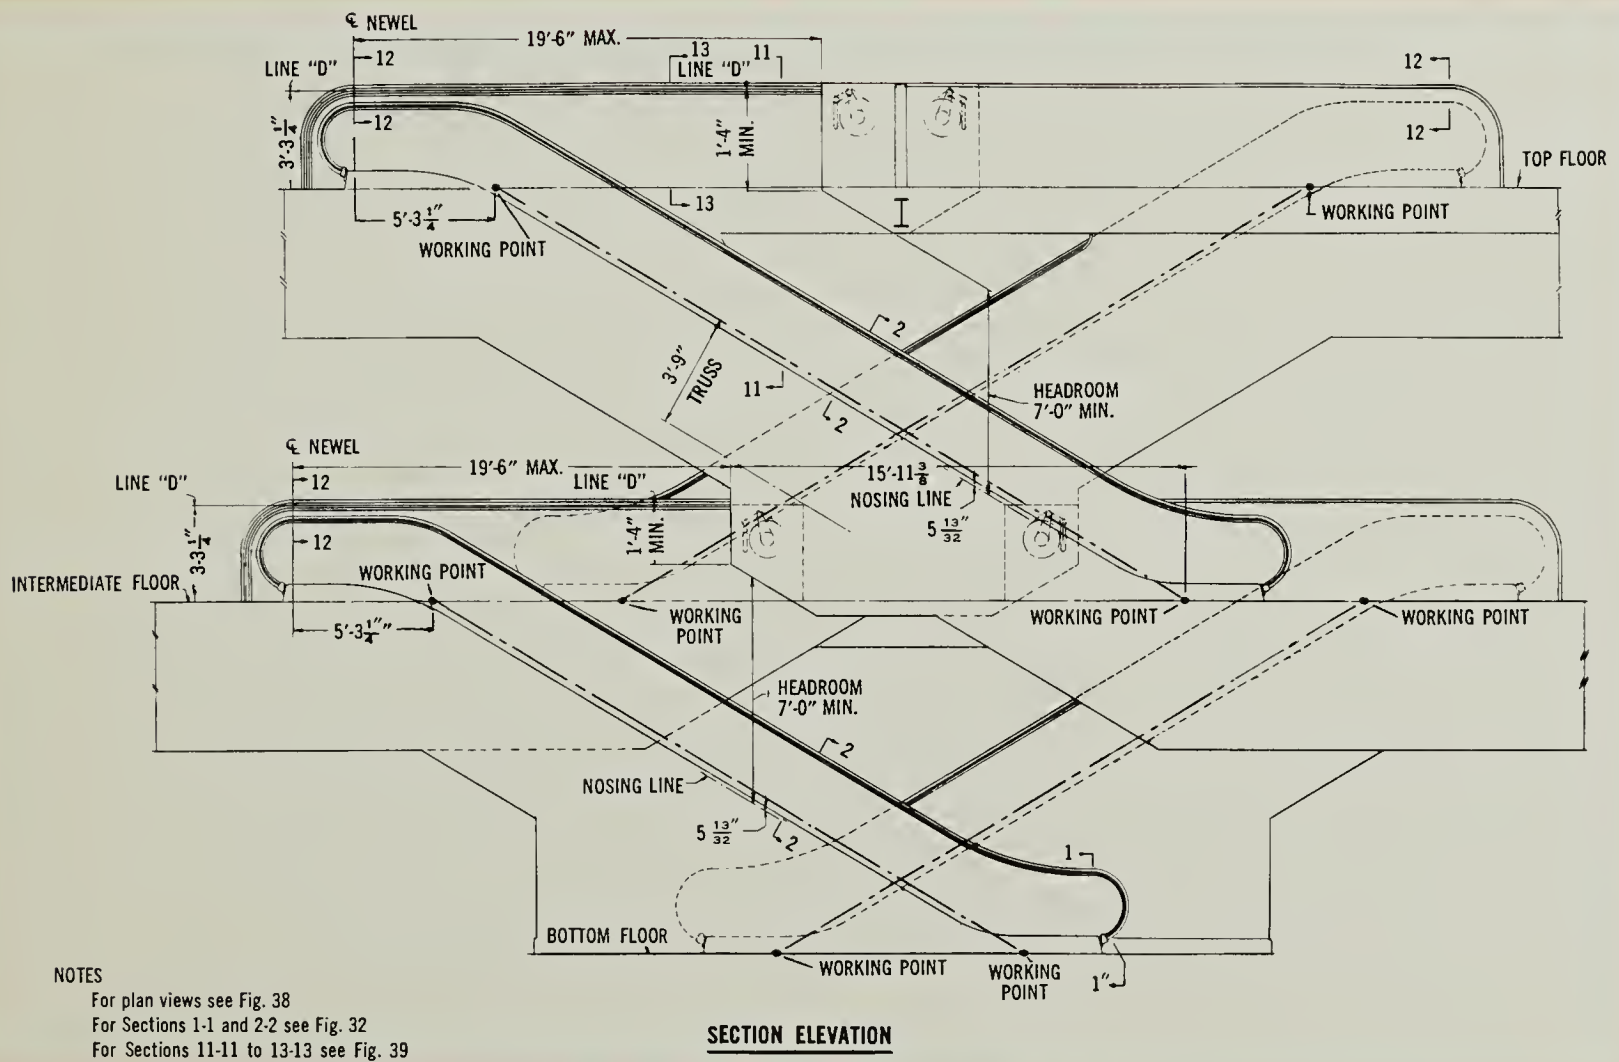 ℄ NEWEL
19'-6" MAX.
12
13
11
LINE "D"
LINE "D"
12
12
12
3'-3 1/4"
1'-4" MIN.
TOP FLOOR
13
5'-3 1/4"
WORKING POINT
WORKING POINT
2
3'-9"
TRUSS
11
2
HEADROOM
7'-0" MIN.
℄ NEWEL
19'-6" MAX.
15'-11 3/8
LINE "D"
12
LINE "D"
NOSING LINE
5 13/32"
1'-4" MIN.
12
3-3 1/4"
INTERMEDIATE FLOOR
WORKING POINT
WORKING
POINT
WORKING POINT
WORKING POINT
5'-3 1/4"
HEADROOM
7'-0" MIN.
2
NOSING LINE
5 13/32"
2
1
BOTTOM FLOOR
WORKING POINT
WORKING
POINT
1"
NOTES
For plan views see Fig. 38
For Sections 1-1 and 2-2 see Fig. 32
For Sections 11-11 to 13-13 see Fig. 39
SECTION ELEVATION